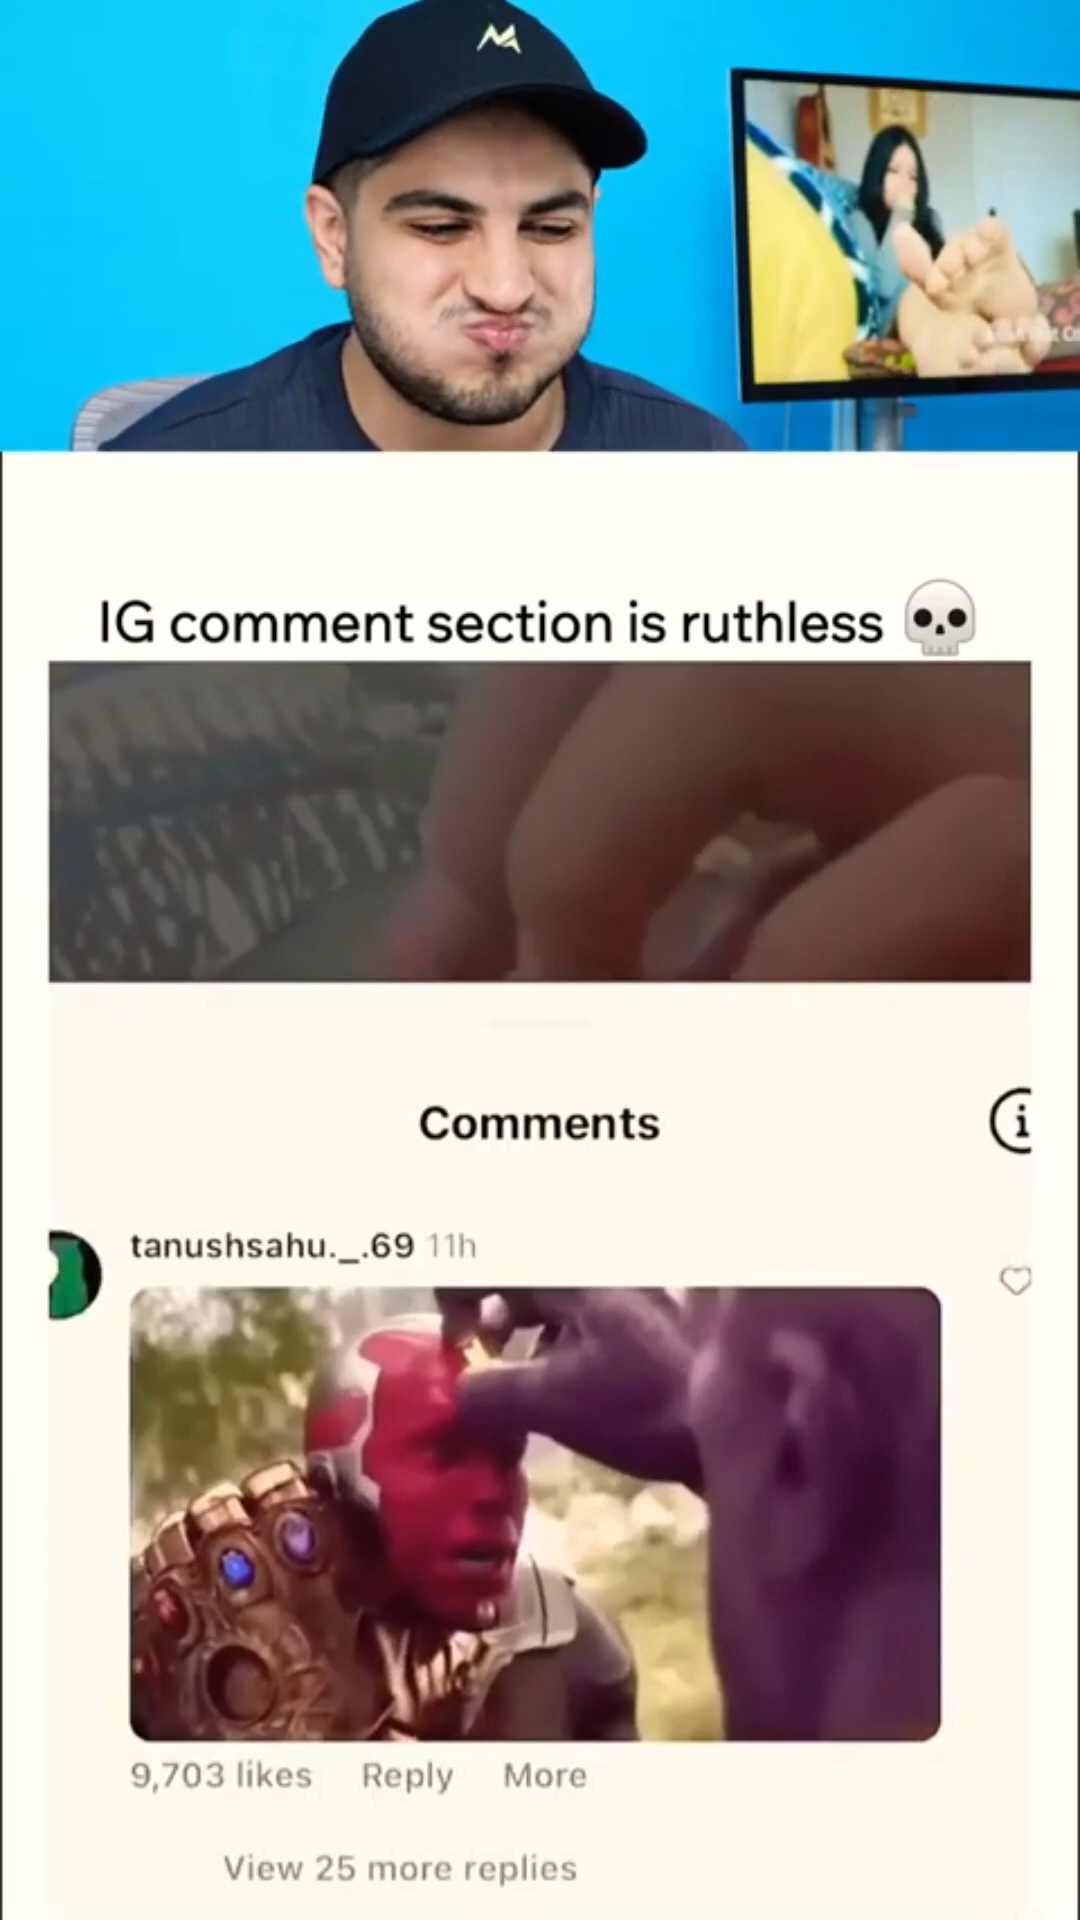 IG comment section is ruthless 💀
Comments
tanushsahu._.69 11h
9,703 likes Reply More
View 25 more replies